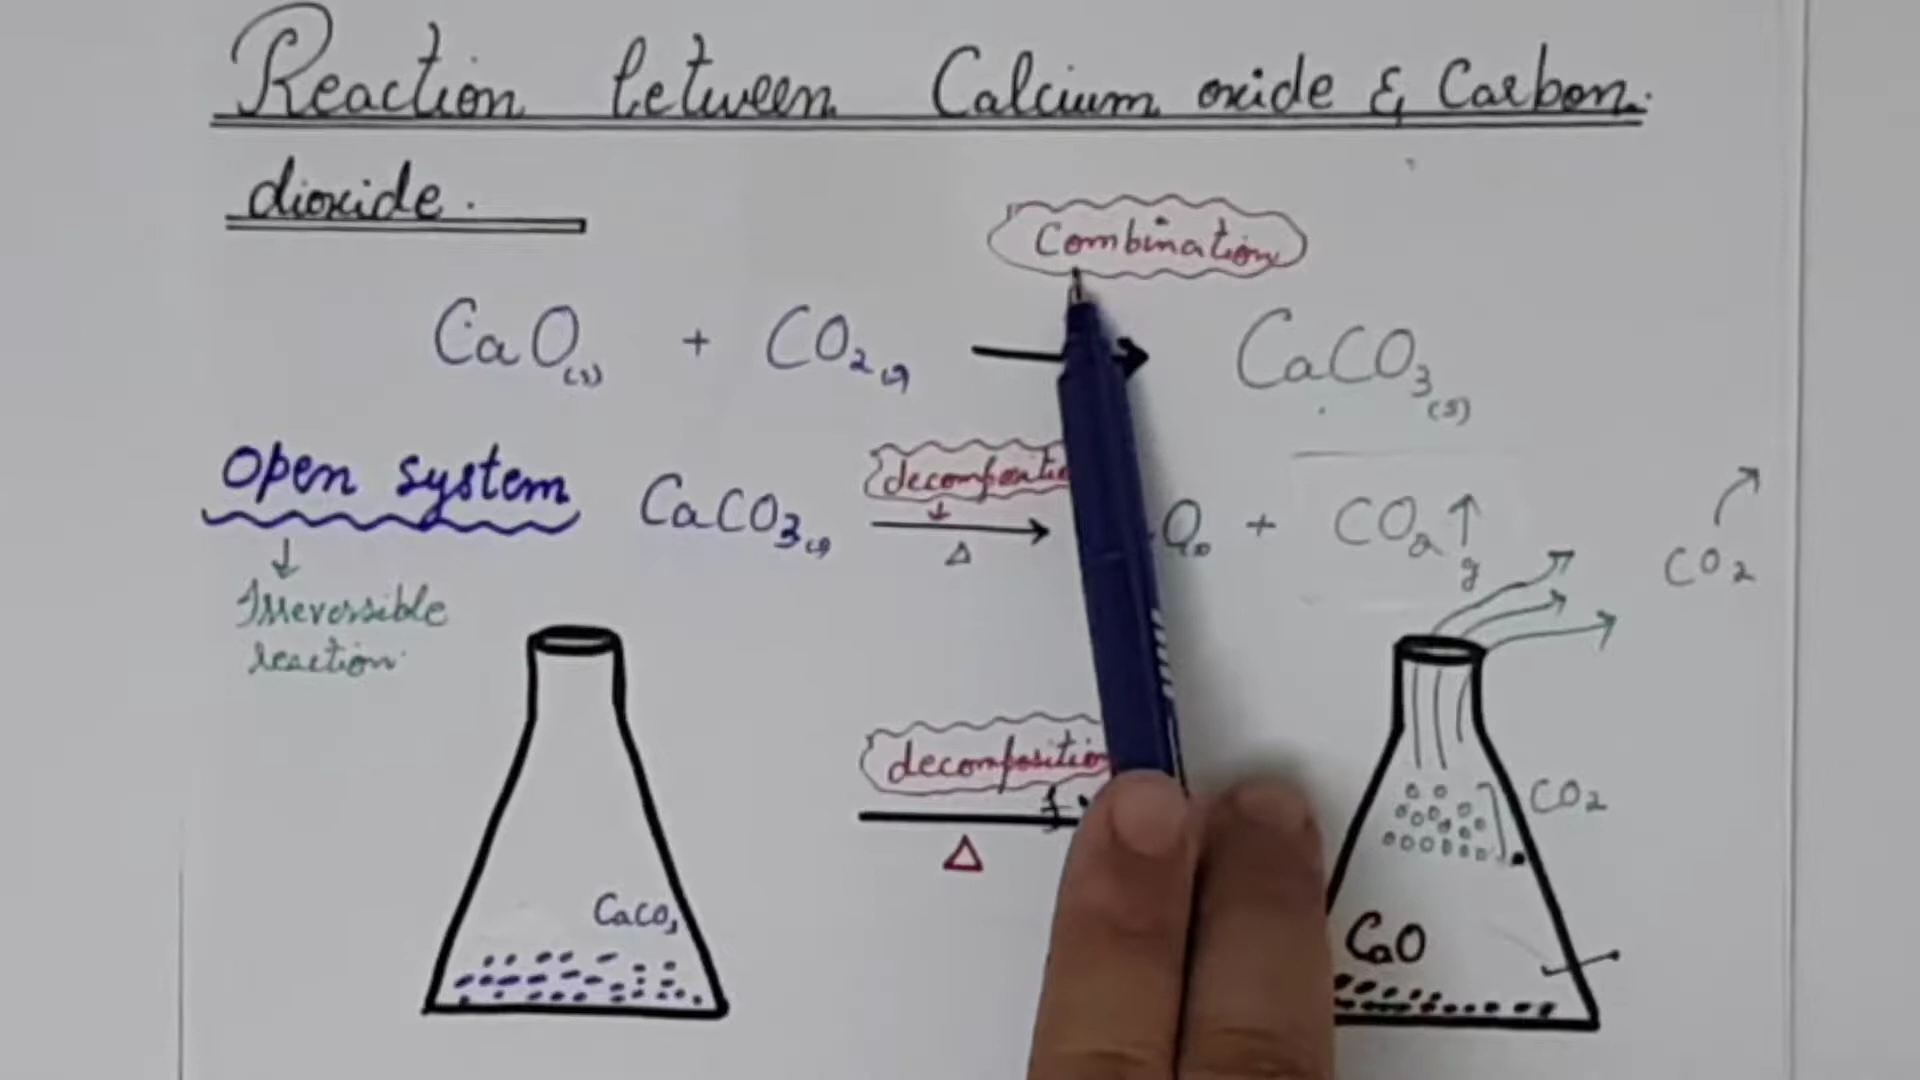 Reaction between Calcium oxide & Carbon
dioxide.
Combination
CaO(s) + CO2(g) → CaCO3(s)
Open system
decompositio
CaCO3(s) → O(s) + CO2↑ g
↓
Δ
CO2
Irreversible
reaction
decomposition
Δ
CO2
CaCO3
CaO